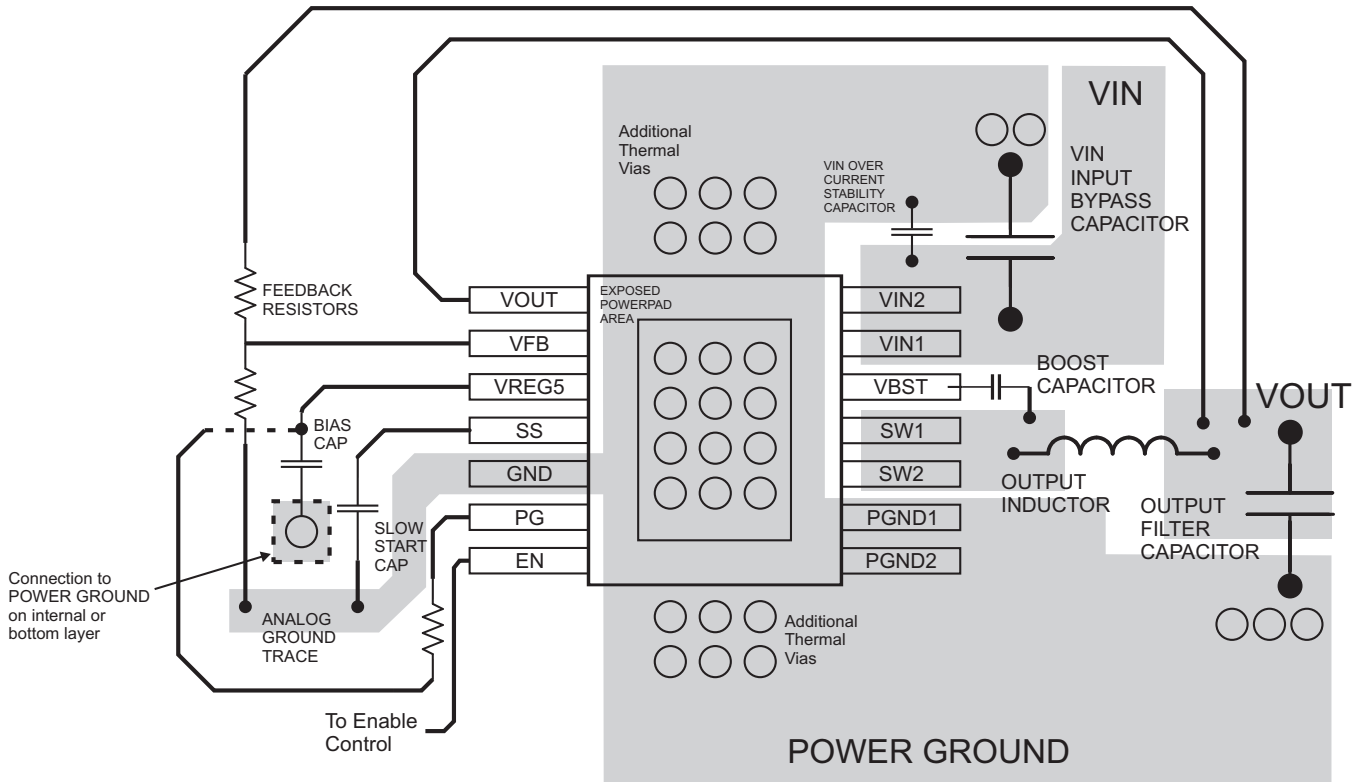 VIN
Additional
Thermal
Vias
VIN OVER
CURRENT
STABILITY
CAPACITOR
VIN
INPUT
BYPASS
CAPACITOR
FEEDBACK
RESISTORS
VOUT
EXPOSED
POWERPAD
AREA
VIN2
VFB
VIN1
VREG5
VBST
BOOST
CAPACITOR
VOUT
BIAS
CAP
SS
SW1
GND
SW2
OUTPUT
INDUCTOR
OUTPUT
FILTER
CAPACITOR
PG
PGND1
SLOW
START
CAP
EN
PGND2
Connection to
POWER GROUND
on internal or
bottom layer
ANALOG
GROUND
TRACE
Additional
Thermal
Vias
To Enable
Control
POWER GROUND